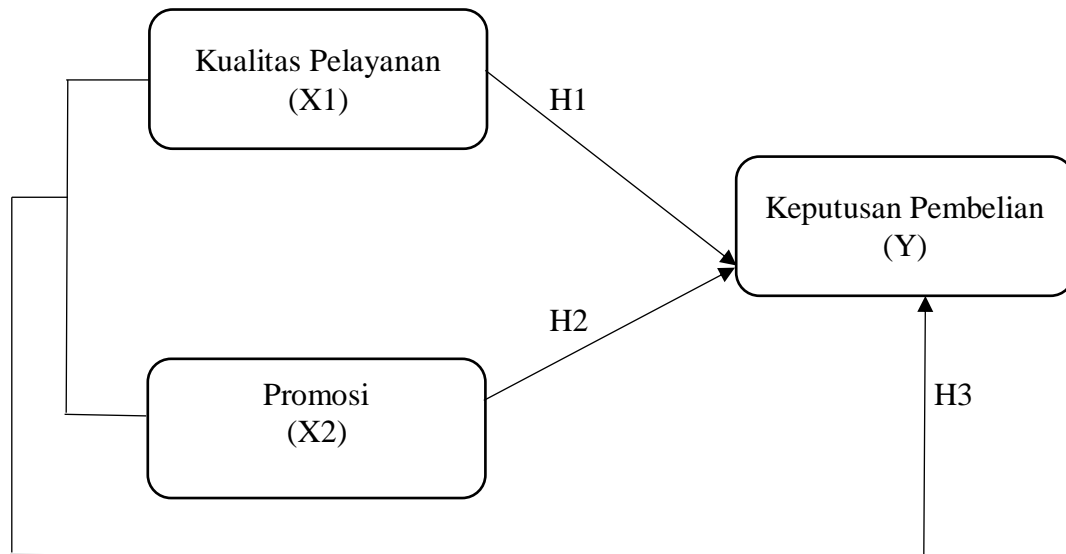 Kualitas Pelayanan
(X1)
H1
Keputusan Pembelian
(Y)
H2
Promosi
(X2)
H3